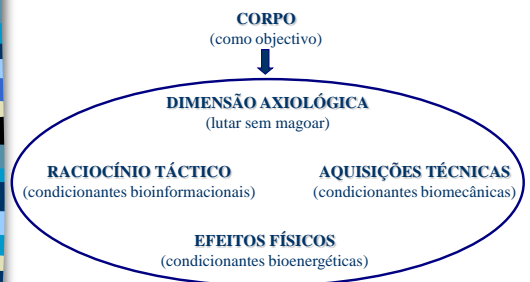 CORPO
(como objectivo)
DIMENSÃO AXIOLÓGICA
(lutar sem magoar)
RACIOCÍNIO TÁCTICO
(condicionantes bioinformacionais)
AQUISIÇÕES TÉCNICAS
(condicionantes biomecânicas)
EFEITOS FÍSICOS
(condicionantes bioenergéticas)